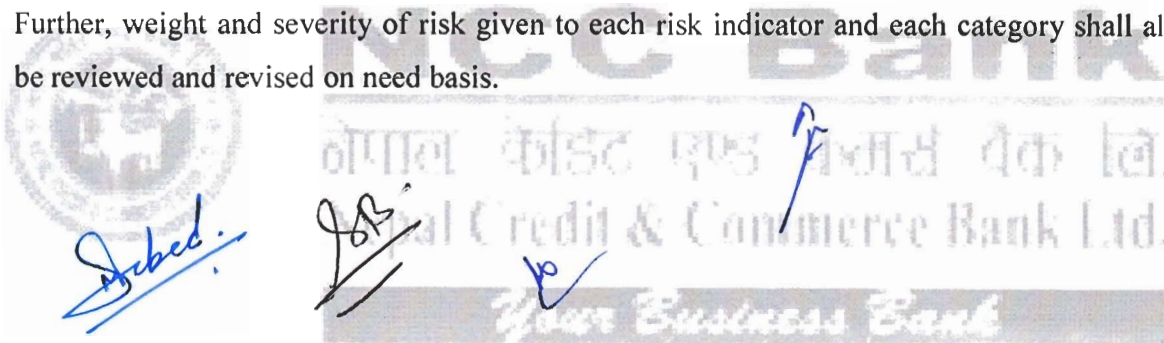 Further, weight and severity of risk given to each risk indicator and each category shall al
NCC Bank
be reviewed and revised on need basis.
नेपाल क्रेडिट एण्ड कमर्स बैंक लि.
Nepal Credit & Commerce Bank Ltd.
Your Business Bank